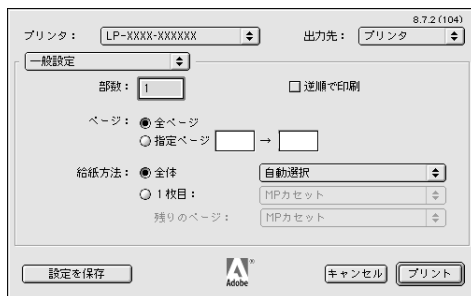 8.7.2 (104)
プリンタ： LP-XXXX-XXXXXX 出力先： プリンタ
一般設定
部数： 1 逆順で印刷
ページ： 全ページ
指定ページ →
給紙方法： 全体 自動選択
1 枚目： MPカセット
残りのページ： MPカセット
設定を保存 Adobe ® キャンセル プリント